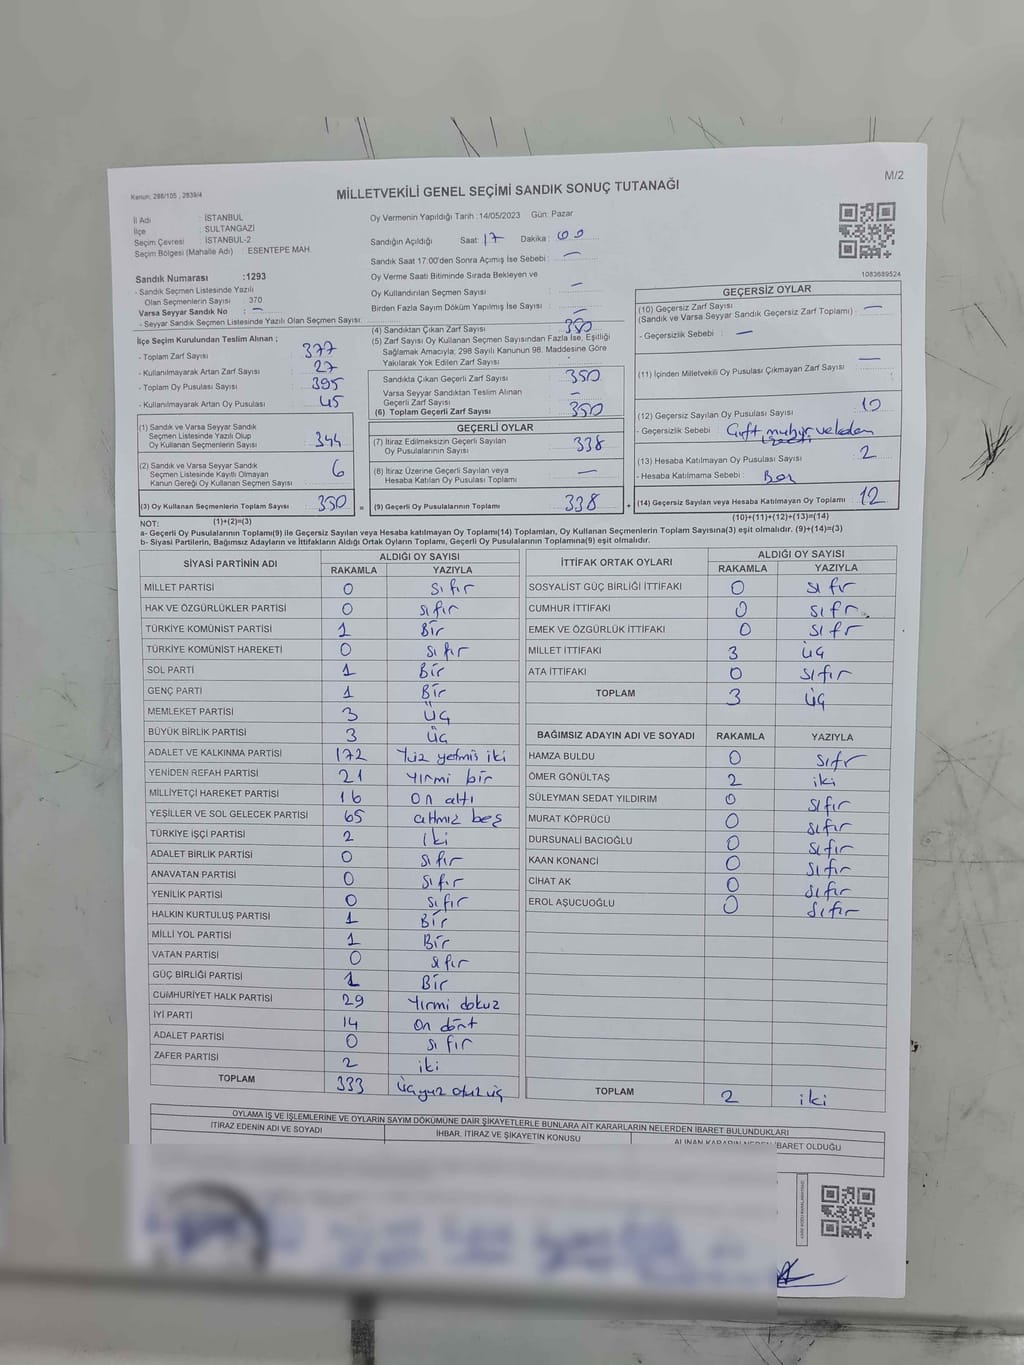 Kanun: 298/105 , 2839/4
MİLLETVEKİLİ GENEL SEÇİMİ SANDIK SONUÇ TUTANAĞI
M/2
İl Adı : İSTANBUL
İlçe : SULTANGAZİ
Seçim Çevresi : İSTANBUL-2
Seçim Bölgesi (Mahalle Adı) : ESENTEPE MAH.
Sandık Numarası :1293
- Sandık Seçmen Listesinde Yazılı
Olan Seçmenlerin Sayısı : 370
Varsa Seyyar Sandık No : —
- Seyyar Sandık Seçmen Listesinde Yazılı Olan Seçmen Sayısı:
Oy Vermenin Yapıldığı Tarih :14/05/2023 Gün: Pazar
Sandığın Açıldığı Saat: 17 Dakika: 00
Sandık Saat 17:00'den Sonra Açımış İse Sebebi : —
Oy Verme Saati Bitiminde Sırada Bekleyen ve
Oy Kullandırılan Seçmen Sayısı : —
Birden Fazla Sayım Döküm Yapılmış İse Sayısı : —
1083689524
İlçe Seçim Kurulundan Teslim Alınan ;
- Toplam Zarf Sayısı : 377
- Kullanılmayarak Artan Zarf Sayısı : 27
- Toplam Oy Pusulası Sayısı : 395
- Kullanılmayarak Artan Oy Pusulası : 45
(1) Sandık ve Varsa Seyyar Sandık
Seçmen Listesinde Yazılı Olup
Oy Kullanan Seçmenlerin Sayısı : 344
(2) Sandık ve Varsa Seyyar Sandık
Seçmen Listesinde Kayıtlı Olmayan
Kanun Gereği Oy Kullanan Seçmen Sayısı : 6
(3) Oy Kullanan Seçmenlerin Toplam Sayısı : 350 =
(1)+(2)=(3)
(4) Sandıktan Çıkan Zarf Sayısı : 350
(5) Zarf Sayısı Oy Kullanan Seçmen Sayısından Fazla İse, Eşitliği
Sağlamak Amacıyla; 298 Sayılı Kanunun 98. Maddesine Göre
Yakılarak Yok Edilen Zarf Sayısı :
Sandıkta Çıkan Geçerli Zarf Sayısı : 350
Varsa Seyyar Sandıktan Teslim Alınan
Geçerli Zarf Sayısı : —
(6) Toplam Geçerli Zarf Sayısı : 350
GEÇERLİ OYLAR
(7) İtiraz Edilmeksizin Geçerli Sayılan
Oy Pusulalarının Sayısı : 338
(8) İtiraz Üzerine Geçerli Sayılan veya
Hesaba Katılan Oy Pusulası Toplamı : —
(9) Geçerli Oy Pusulalarının Toplamı : 338 +
GEÇERSİZ OYLAR
(10) Geçersiz Zarf Sayısı
(Sandık ve Varsa Seyyar Sandık Geçersiz Zarf Toplamı) : —
- Geçersizlik Sebebi : —
(11) İçinden Milletvekili Oy Pusulası Çıkmayan Zarf Sayısı : —
(12) Geçersiz Sayılan Oy Pusulası Sayısı : 10
- Geçersizlik Sebebi :
(13) Hesaba Katılmayan Oy Pusulası Sayısı : 2
- Hesaba Katılmama Sebebi :
(14) Geçersiz Sayılan veya Hesaba Katılmayan Oy Toplamı : 12
(10)+(11)+(12)+(13)=(14)
NOT:
a- Geçerli Oy Pusulalarının Toplamı(9) ile Geçersiz Sayılan veya Hesaba Katılmayan Oy Toplamı(14) Toplamları, Oy Kullanan Seçmenlerin Toplam Sayısına(3) eşit olmalıdır. (9)+(14)=(3)
b- Siyasi Partilerin, Bağımsız Adayların ve İttifakların Aldığı Ortak Oyların Toplamı, Geçerli Oy Pusulalarının Toplamına(9) eşit olmalıdır.
SİYASİ PARTİNİN ADI ALDIĞI OY SAYISI
RAKAMLA YAZIYLA
MİLLET PARTİSİ 0 sıfır
HAK VE ÖZGÜRLÜKLER PARTİSİ 0 sıfır
TÜRKİYE KOMÜNİST PARTİSİ 1 Bir
TÜRKİYE KOMÜNİST HAREKETİ 0 sıfır
SOL PARTİ 1 Bir
GENÇ PARTİ 1 Bir
MEMLEKET PARTİSİ 3 üç
BÜYÜK BİRLİK PARTİSİ 3 üç
ADALET VE KALKINMA PARTİSİ 172 Yüz yetmiş iki
YENİDEN REFAH PARTİSİ 21 Yirmi bir
MİLLİYETÇİ HAREKET PARTİSİ 16 On altı
YEŞİLLER VE SOL GELECEK PARTİSİ 65 atmız beş
TÜRKİYE İŞÇİ PARTİSİ 2 iki
ADALET BİRLİK PARTİSİ 0 sıfır
ANAVATAN PARTİSİ 0 sıfır
YENİLİK PARTİSİ 0 sıfır
HALKIN KURTULUŞ PARTİSİ 1 Bir
MİLLİ YOL PARTİSİ 1 Bir
VATAN PARTİSİ 0 sıfır
GÜÇ BİRLİĞİ PARTİSİ 1 Bir
CUMHURİYET HALK PARTİSİ 29 Yirmi dokuz
İYİ PARTİ 14 On dört
ADALET PARTİSİ 0 sıfır
ZAFER PARTİSİ 2 iki
TOPLAM 333 üçyüz otuz üç
İTTİFAK ORTAK OYLARI ALDIĞI OY SAYISI
RAKAMLA YAZIYLA
SOSYALİST GÜÇ BİRLİĞİ İTTİFAKI 0 sıfır
CUMHUR İTTİFAKI 0 sıfır
EMEK VE ÖZGÜRLÜK İTTİFAKI 0 sıfır
MİLLET İTTİFAKI 3 üç
ATA İTTİFAKI 0 sıfır
TOPLAM 3 üç
BAĞIMSIZ ADAYIN ADI VE SOYADI RAKAMLA YAZIYLA
HAMZA BULDU 0 sıfır
ÖMER GÖNÜLTAŞ 2 iki
SÜLEYMAN SEDAT YILDIRIM 0 sıfır
MURAT KÖPRÜCÜ 0 sıfır
DURSUNALİ BACIOĞLU 0 sıfır
KAAN KONANCİ 0 sıfır
CİHAT AK 0 sıfır
EROL AŞUCUOĞLU 0 sıfır
TOPLAM 2 iki
OYLAMA İŞ VE İŞLEMLERİNE VE OYLARIN SAYIM DÖKÜMÜNE DAİR ŞİKAYETLERLE BUNLARA AİT KARARLARIN NELERDEN İBARET BULUNDUKLARI
İTİRAZ EDENİN ADI VE SOYADI İHBAR, İTİRAZ VE ŞİKAYETİN KONUSU ALINAN KARARIN NEDEN İBARET OLDUĞU